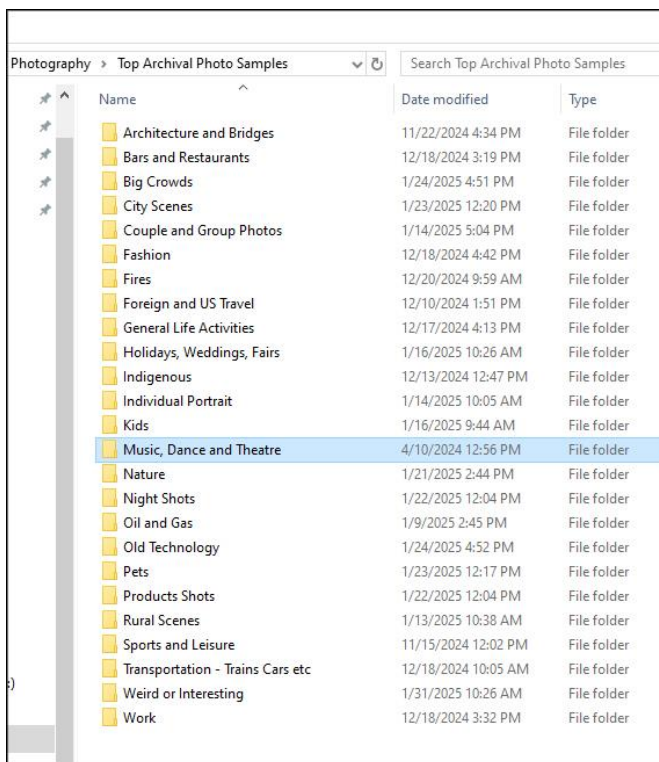 Photography > Top Archival Photo Samples Search Top Archival Photo Samples
Name Date modified Type
Architecture and Bridges 11/22/2024 4:34 PM File folder
Bars and Restaurants 12/18/2024 3:19 PM File folder
Big Crowds 1/24/2025 4:51 PM File folder
City Scenes 1/23/2025 12:20 PM File folder
Couple and Group Photos 1/14/2025 5:04 PM File folder
Fashion 12/18/2024 4:42 PM File folder
Fires 12/20/2024 9:59 AM File folder
Foreign and US Travel 12/10/2024 1:51 PM File folder
General Life Activities 12/17/2024 4:13 PM File folder
Holidays, Weddings, Fairs 1/16/2025 10:26 AM File folder
Indigenous 12/13/2024 12:47 PM File folder
Individual Portrait 1/14/2025 10:05 AM File folder
Kids 1/16/2025 9:44 AM File folder
Music, Dance and Theatre 4/10/2024 12:56 PM File folder
Nature 1/21/2025 2:44 PM File folder
Night Shots 1/22/2025 12:04 PM File folder
Oil and Gas 1/9/2025 2:45 PM File folder
Old Technology 1/24/2025 4:52 PM File folder
Pets 1/23/2025 12:17 PM File folder
Products Shots 1/22/2025 12:04 PM File folder
Rural Scenes 1/13/2025 10:38 AM File folder
Sports and Leisure 11/15/2024 12:02 PM File folder
Transportation - Trains Cars etc 12/18/2024 10:05 AM File folder
:)
Weird or Interesting 1/31/2025 10:26 AM File folder
Work 12/18/2024 3:32 PM File folder